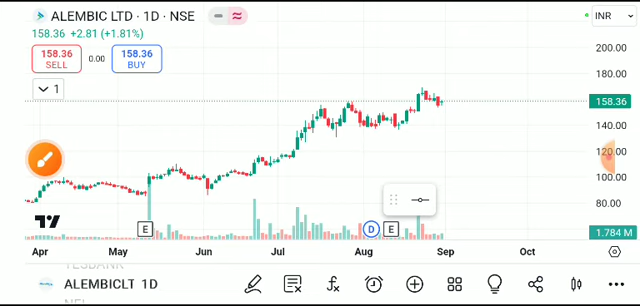 ALEMBIC LTD · 1D · NSE
INR
158.36 +2.81 (+1.81%)
158.36
SELL
0.00
158.36
BUY
1
200.00
180.00
158.36
140.00
120.00
100.00
80.00
1.784 M
E
D
E
Apr May Jun Jul Aug Sep Oct
YESBANK
ALEMBICLT 1D